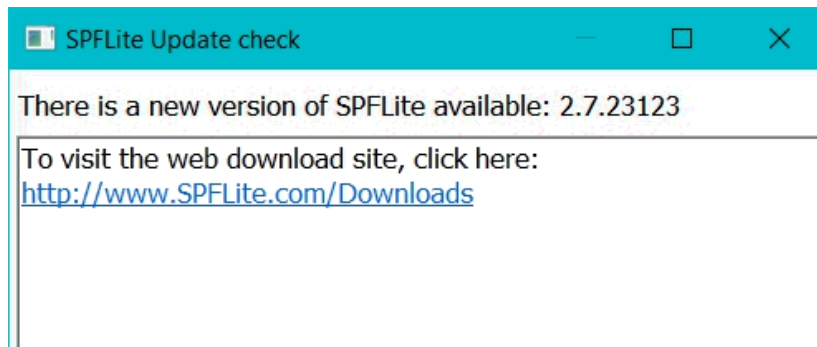 SPFLite Update check
There is a new version of SPFLite available: 2.7.23123
To visit the web download site, click here:
http://www.SPFLite.com/Downloads